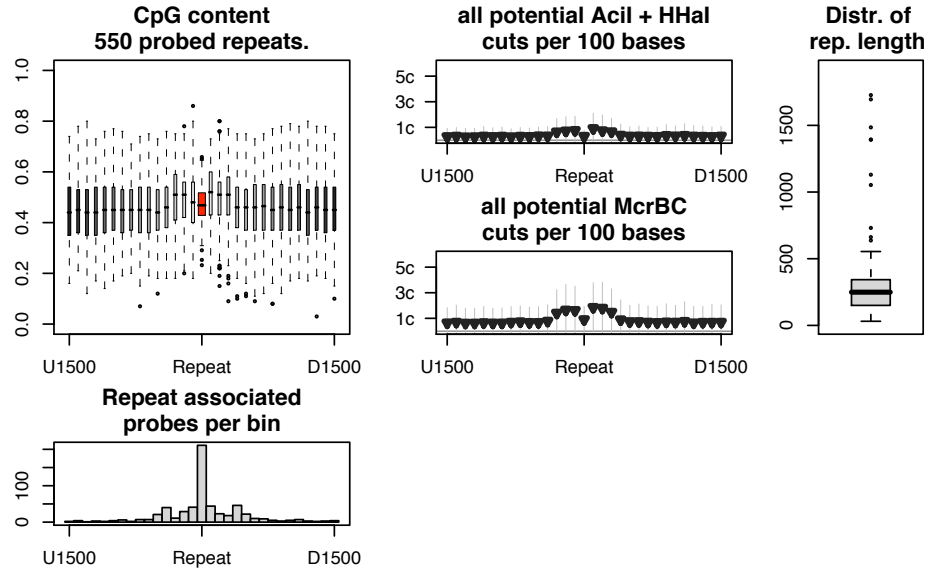 CpG content
550 probed repeats.
1.0
0.8
0.6
0.4
0.2
0.0
U1500 Repeat D1500
all potential AciI + HHaI
cuts per 100 bases
5c
3c
1c
U1500 Repeat D1500
all potential McrBC
cuts per 100 bases
5c
3c
1c
U1500 Repeat D1500
Distr. of
rep. length
1500
1000
500
0
Repeat associated
probes per bin
100
0
U1500 Repeat D1500